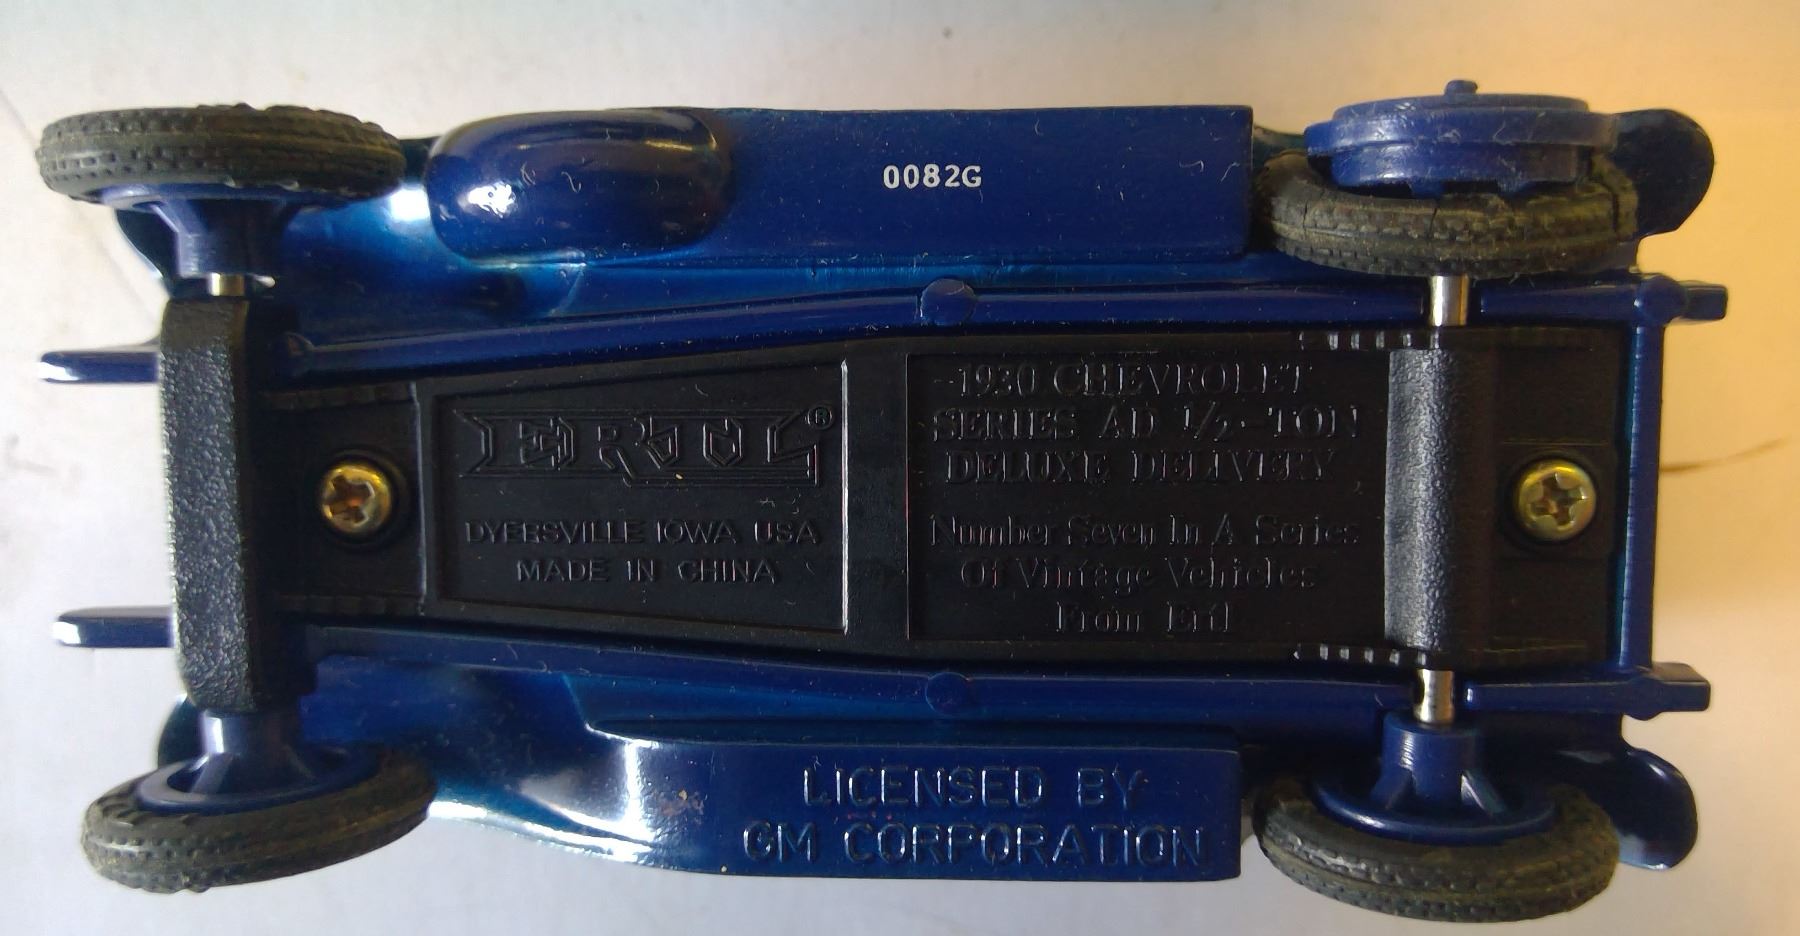 0082G
ERTL®
DYERSVILLE IOWA USA
MADE IN CHINA
1930 CHEVROLET
SERIES AD 1/2-TON
DELUXE DELIVERY
Number Seven In A Series
Of Vintage Vehicles
From Ertl
LICENSED BY
GM CORPORATION